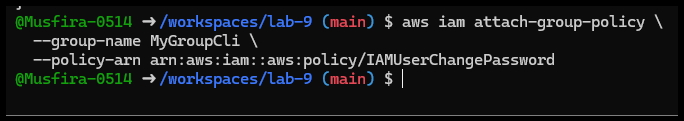 @Musfira-0514 ➜ /workspaces/lab-9 (main) $ aws iam attach-group-policy \
--group-name MyGroupCli \
--policy-arn arn:aws:iam::aws:policy/IAMUserChangePassword
@Musfira-0514 ➜ /workspaces/lab-9 (main) $